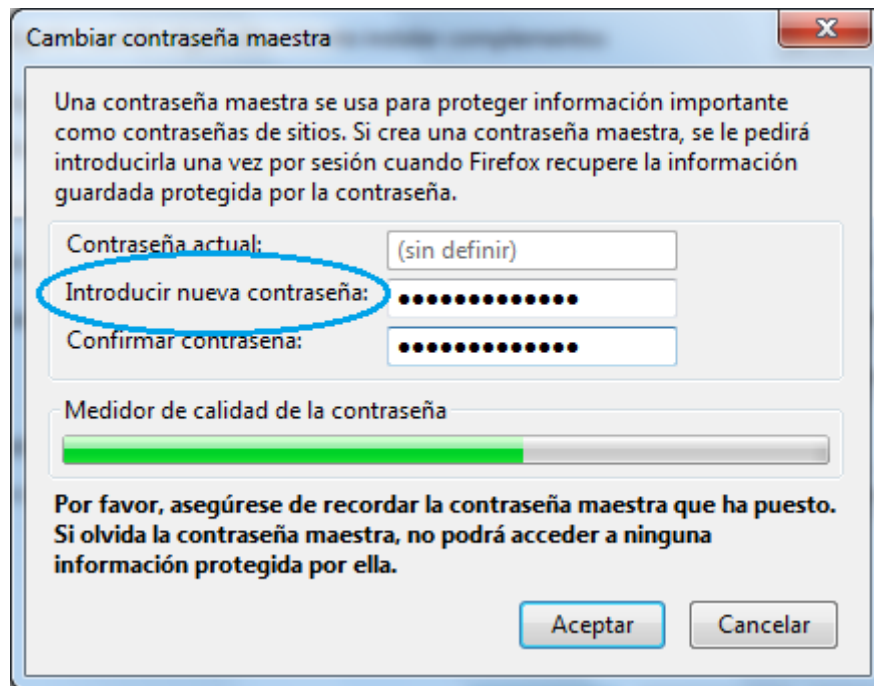 Cambiar contraseña maestra
Una contraseña maestra se usa para proteger información importante
como contraseñas de sitios. Si crea una contraseña maestra, se le pedirá
introducirla una vez por sesión cuando Firefox recupere la información
guardada protegida por la contraseña.
Contraseña actual: (sin definir)
Introducir nueva contraseña: ●●●●●●●●●●●●●
Confirmar contraseña: ●●●●●●●●●●●●●
Medidor de calidad de la contraseña
Por favor, asegúrese de recordar la contraseña maestra que ha puesto.
Si olvida la contraseña maestra, no podrá acceder a ninguna
información protegida por ella.
Aceptar Cancelar